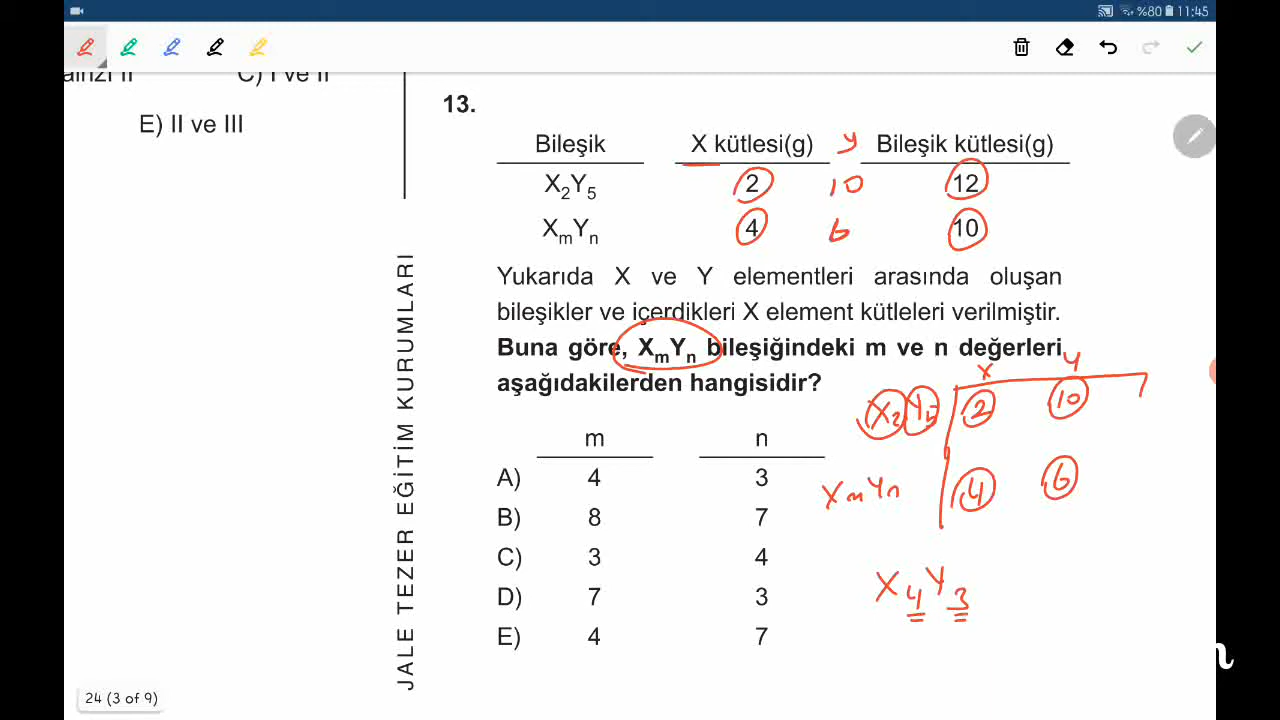 %80 11:45
C) I ve II
E) II ve III
13.
Bileşik X kütlesi(g) y Bileşik kütlesi(g)
X2Y5 2 10 12
XmYn 4 6 10
Yukarıda X ve Y elementleri arasında oluşan
bileşikler ve içerdikleri X element kütleleri verilmiştir.
Buna göre, XmYn bileşiğindeki m ve n değerleri
aşağıdakilerden hangisidir?
x y
X2 Y5 2 10
XmYn 4 6
X4Y3
m n
A) 4 3
B) 8 7
C) 3 4
D) 7 3
E) 4 7
JALE TEZER EĞİTİM KURUMLARI
24 (3 of 9)